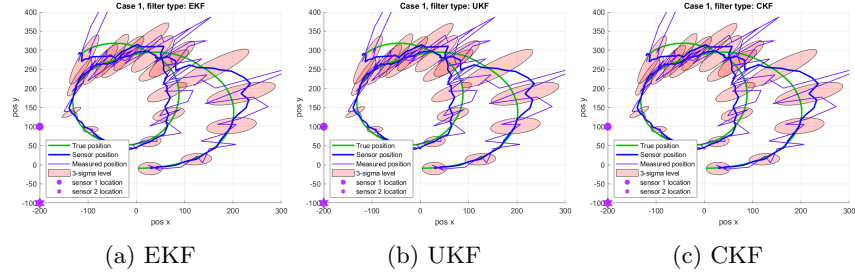 Case 1, filter type: EKF
400
350
300
250
200
150
100
50
0
-50
-100
pos y
True position
Sensor position
Measured position
3-sigma level
sensor 1 location
sensor 2 location
-200 -100 0 100 200 300
pos x
(a) EKF
Case 1, filter type: UKF
400
350
300
250
200
150
100
50
0
-50
-100
pos y
True position
Sensor position
Measured position
3-sigma level
sensor 1 location
sensor 2 location
-200 -100 0 100 200 300
pos x
(b) UKF
Case 1, filter type: CKF
400
350
300
250
200
150
100
50
0
-50
-100
pos y
True position
Sensor position
Measured position
3-sigma level
sensor 1 location
sensor 2 location
-200 -100 0 100 200 300
pos x
(c) CKF